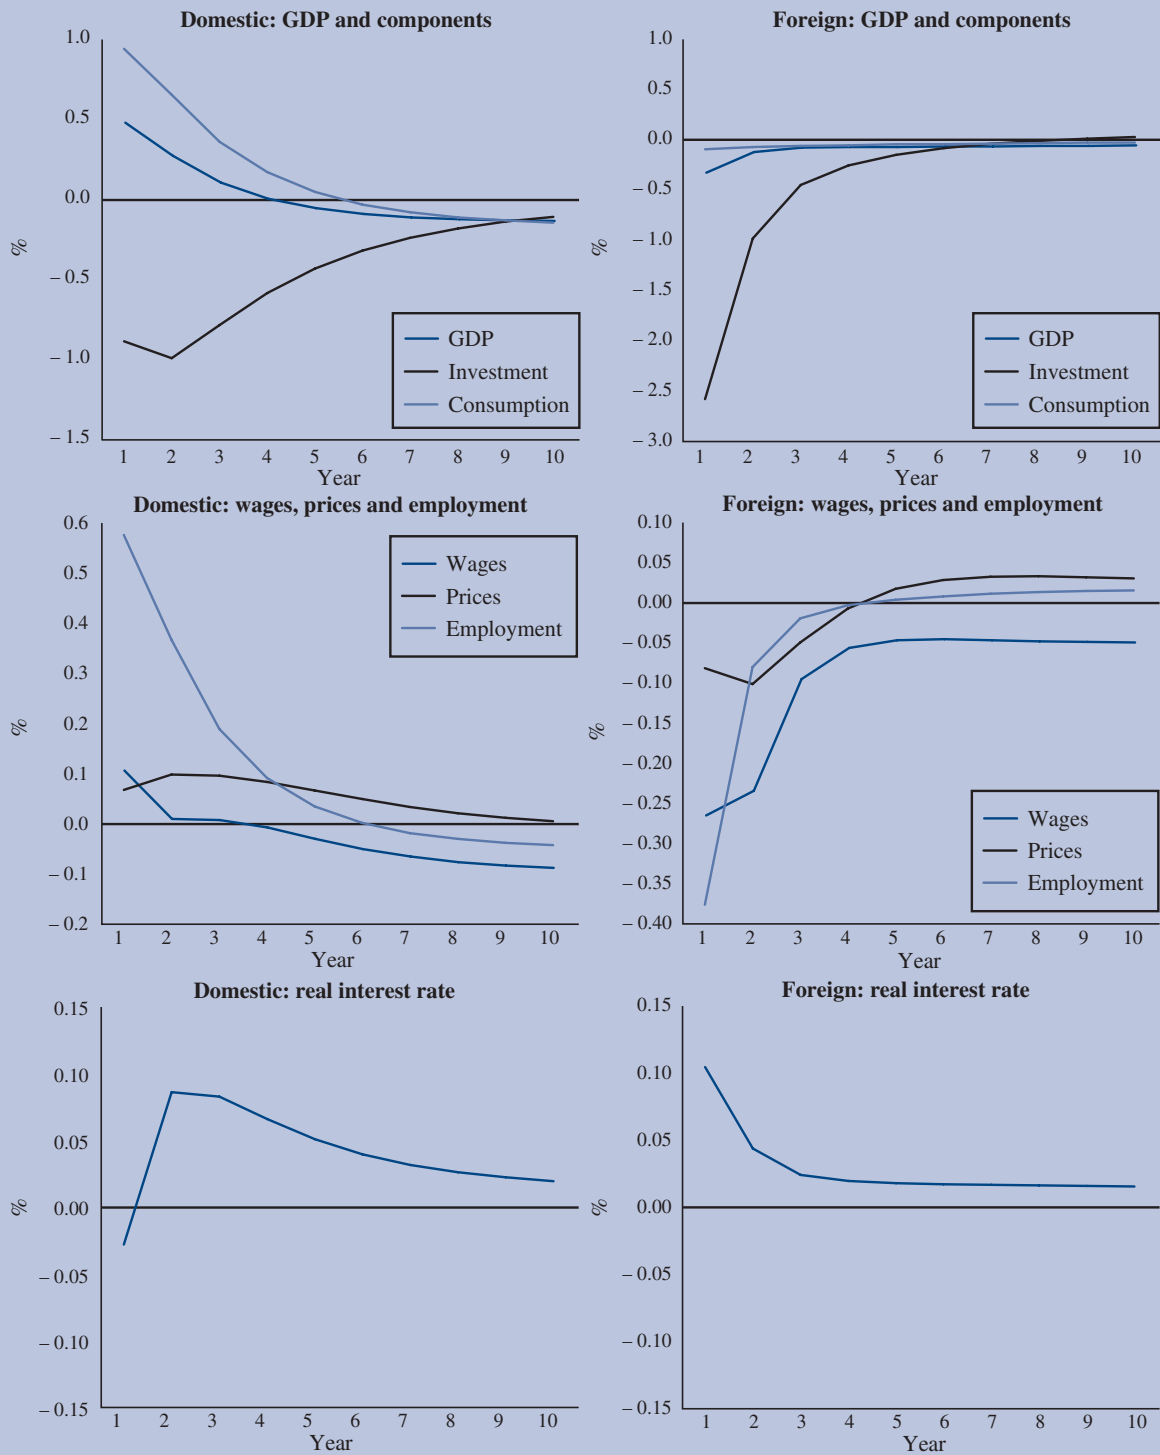 Domestic: GDP and components
1.0
0.5
0.0
– 0.5
– 1.0
– 1.5
%
GDP
Investment
Consumption
1 2 3 4 5 6 7 8 9 10
Year
Foreign: GDP and components
1.0
0.5
0.0
– 0.5
– 1.0
– 1.5
– 2.0
– 2.5
– 3.0
%
GDP
Investment
Consumption
1 2 3 4 5 6 7 8 9 10
Year
Domestic: wages, prices and employment
0.6
0.5
0.4
0.3
0.2
0.1
0.0
– 0.1
– 0.2
%
Wages
Prices
Employment
1 2 3 4 5 6 7 8 9 10
Year
Foreign: wages, prices and employment
0.10
0.05
0.00
– 0.05
– 0.10
– 0.15
– 0.20
– 0.25
– 0.30
– 0.35
– 0.40
%
Wages
Prices
Employment
1 2 3 4 5 6 7 8 9 10
Year
Domestic: real interest rate
0.15
0.10
0.05
0.00
– 0.05
– 0.10
– 0.15
%
1 2 3 4 5 6 7 8 9 10
Year
Foreign: real interest rate
0.15
0.10
0.05
0.00
– 0.05
– 0.10
– 0.15
%
1 2 3 4 5 6 7 8 9 10
Year